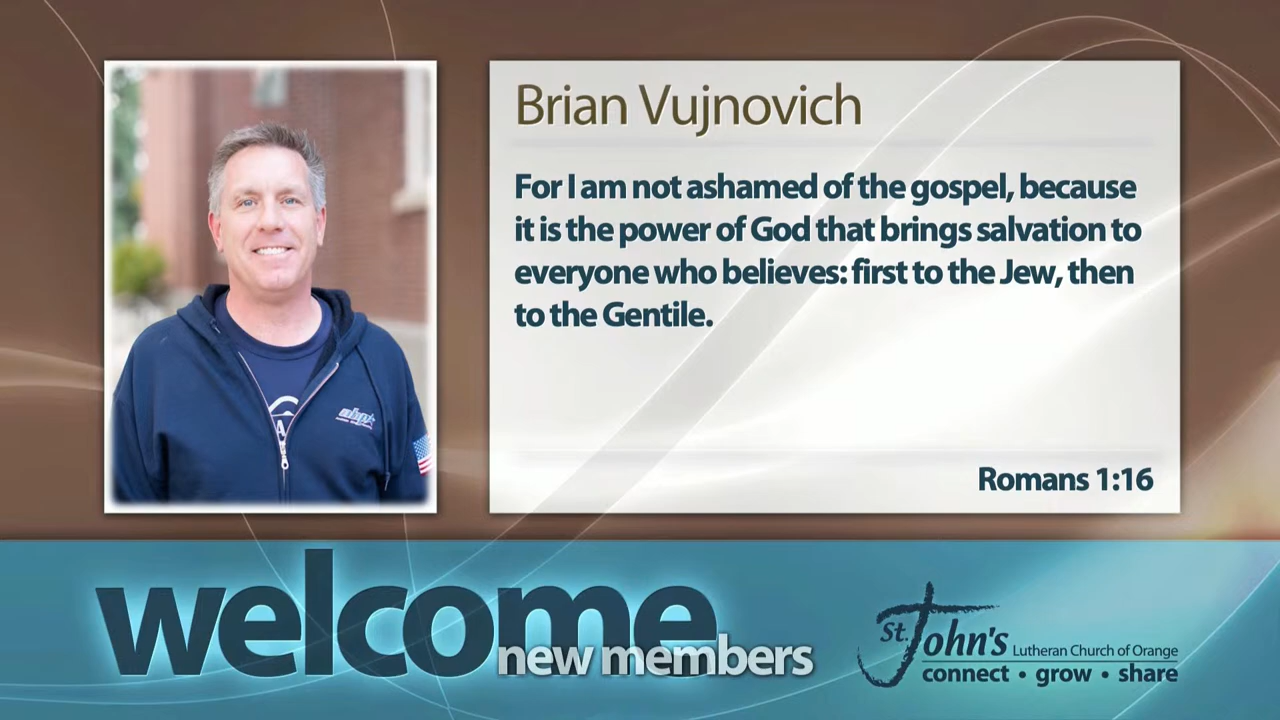 Brian Vujnovich
For I am not ashamed of the gospel, because
it is the power of God that brings salvation to
everyone who believes: first to the Jew, then
to the Gentile.
Romans 1:16
welcome
new members
St. John's
Lutheran Church of Orange
connect • grow • share